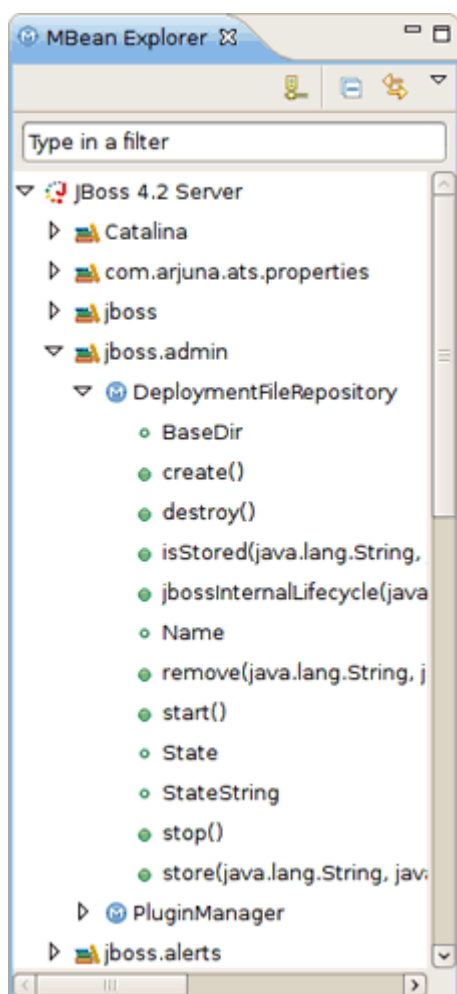 MBean Explorer
Type in a filter
JBoss 4.2 Server
Catalina
com.arjuna.ats.properties
jboss
jboss.admin
DeploymentFileRepository
BaseDir
create()
destroy()
isStored(java.lang.String,
jbossInternalLifecycle(java
Name
remove(java.lang.String, j
start()
State
StateString
stop()
store(java.lang.String, java
PluginManager
jboss.alerts